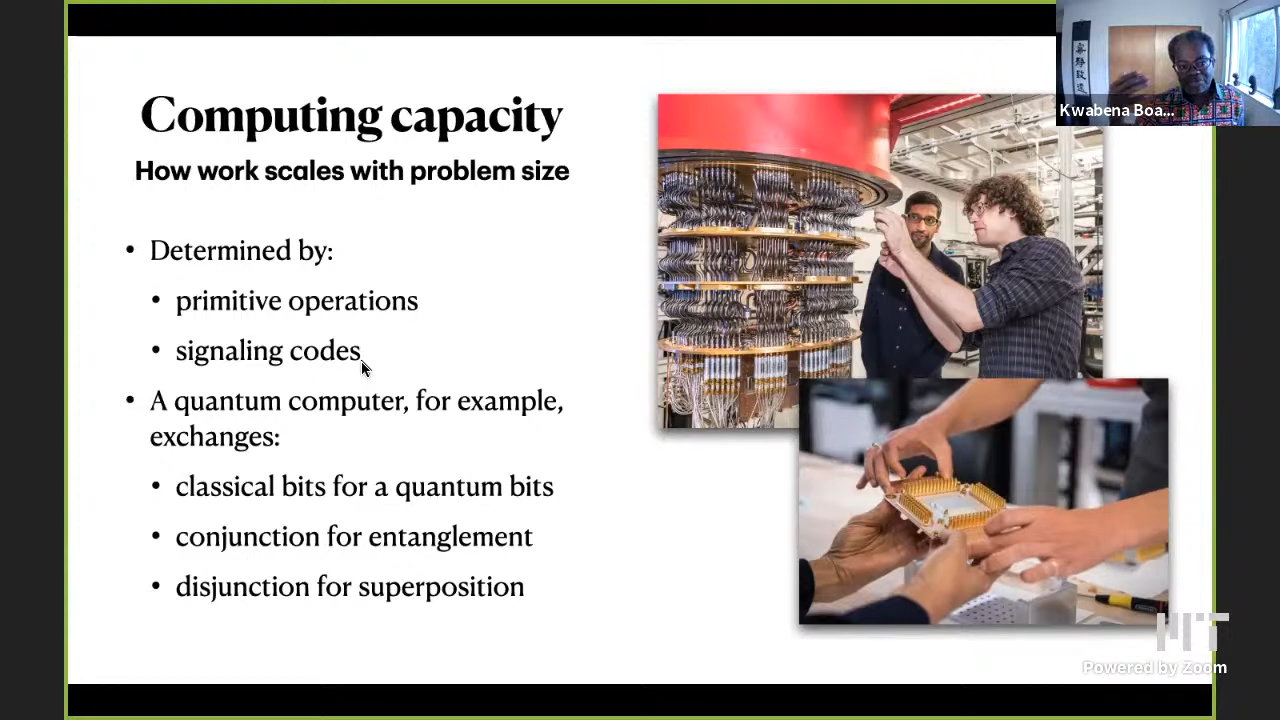 Computing capacity
How work scales with problem size
• Determined by:
• primitive operations
• signaling codes
• A quantum computer, for example,
exchanges:
• classical bits for a quantum bits
• conjunction for entanglement
• disjunction for superposition
Kwabena Boa...
MIT
Powered by Zoom